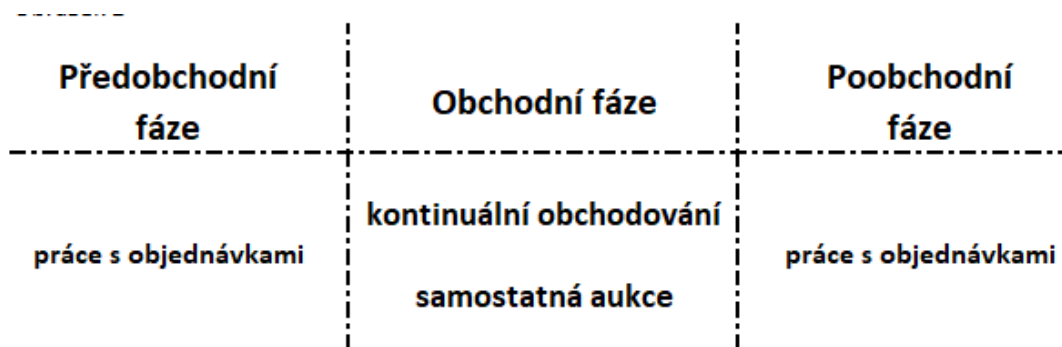 Předobchodní
fáze
Obchodní fáze
Poobchodní
fáze
práce s objednávkami
kontinuální obchodování
samostatná aukce
práce s objednávkami